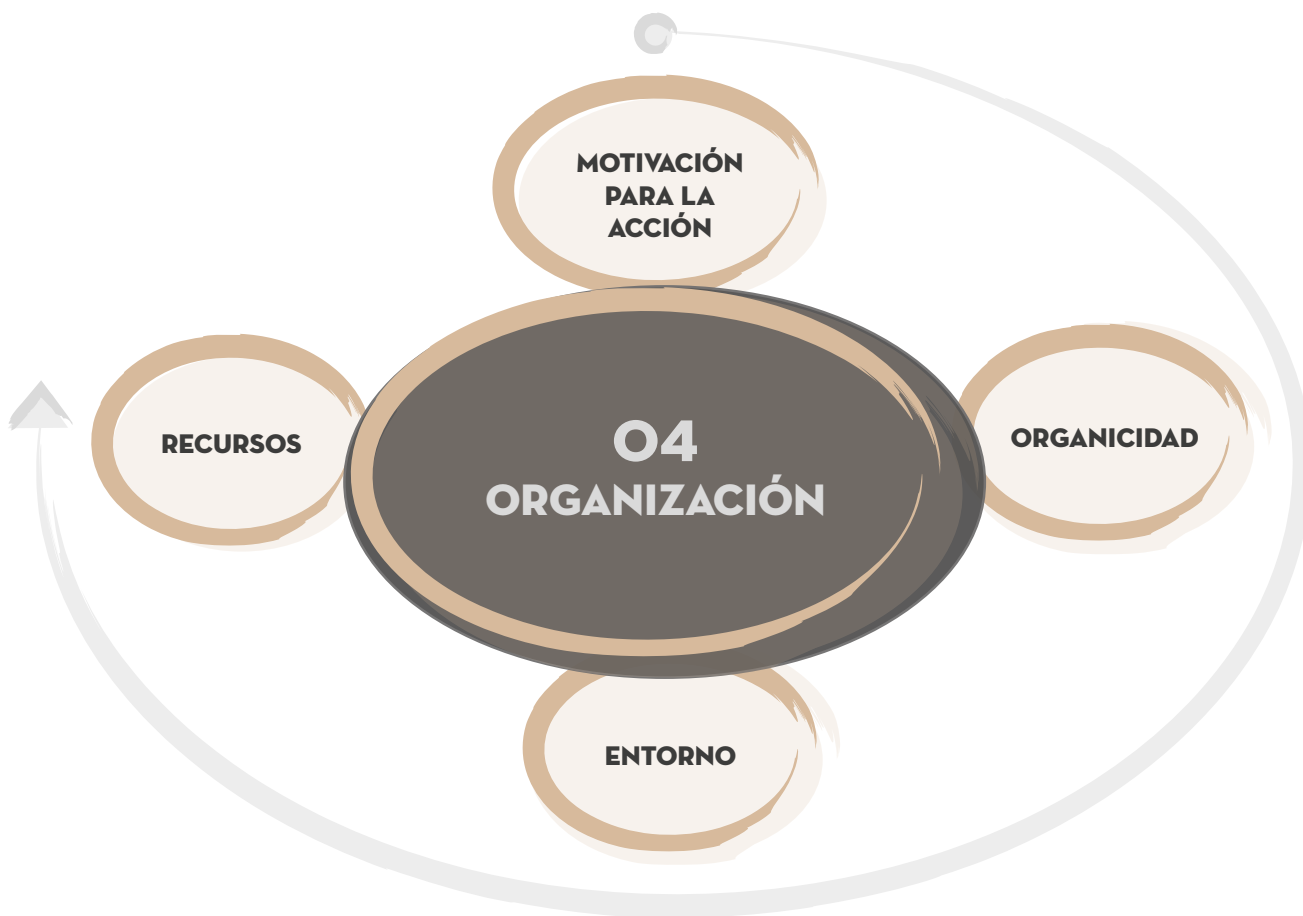 MOTIVACIÓN
PARA LA
ACCIÓN
RECURSOS
ORGANICIDAD
04
ORGANIZACIÓN
ENTORNO